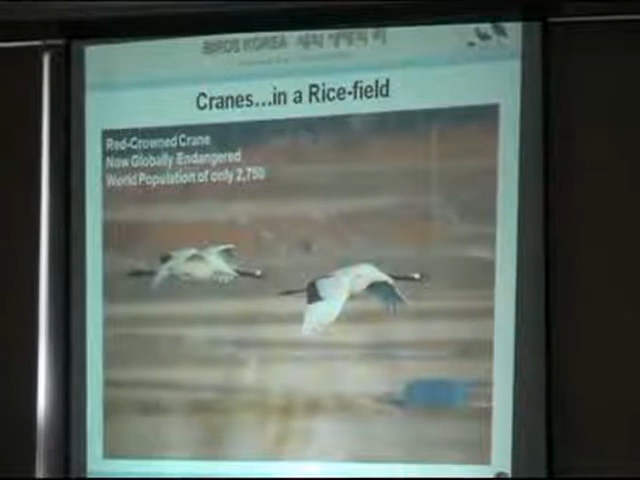 BIRDS KOREA
Cranes...in a Rice-field
Red-Crowned Crane
Now Globally Endangered
World Population of only 2,750